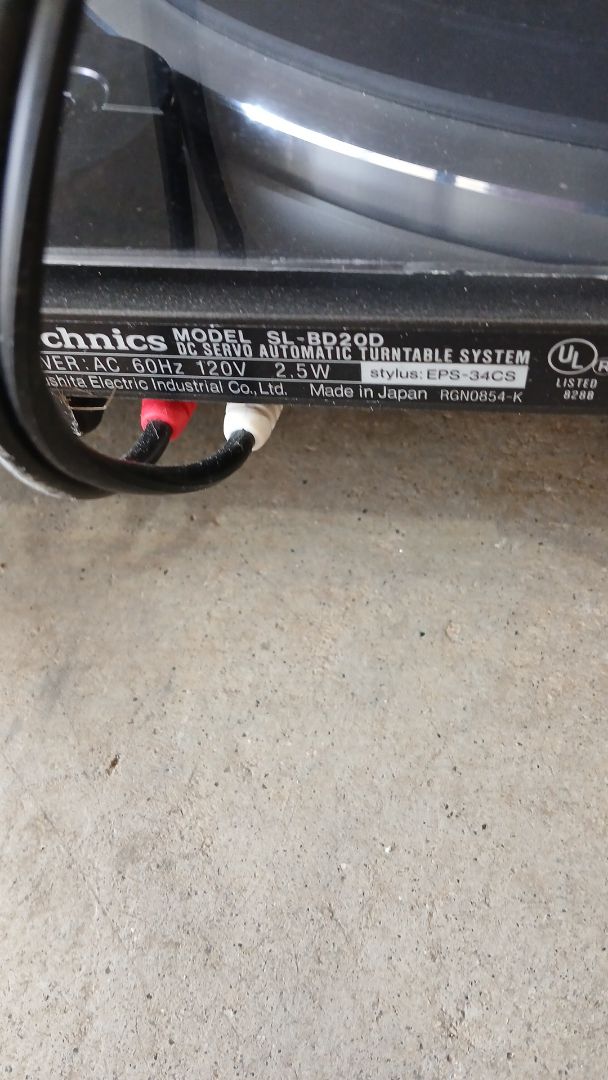 chnics MODEL SL-BD20D
DC SERVO AUTOMATIC TURNTABLE SYSTEM
WER: AC 60Hz 120V 2.5W stylus: EPS-34CS
ushita Electric Industrial Co., Ltd. Made in Japan RGN0854-K
UL R
LISTED
8288